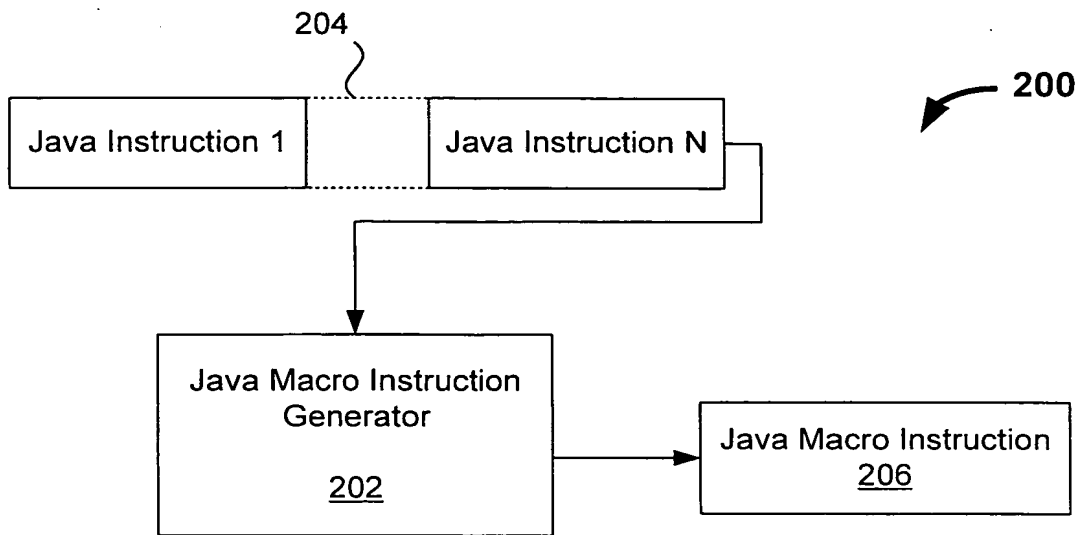 204
200
Java Instruction 1
Java Instruction N
Java Macro Instruction
Generator
202
Java Macro Instruction
206